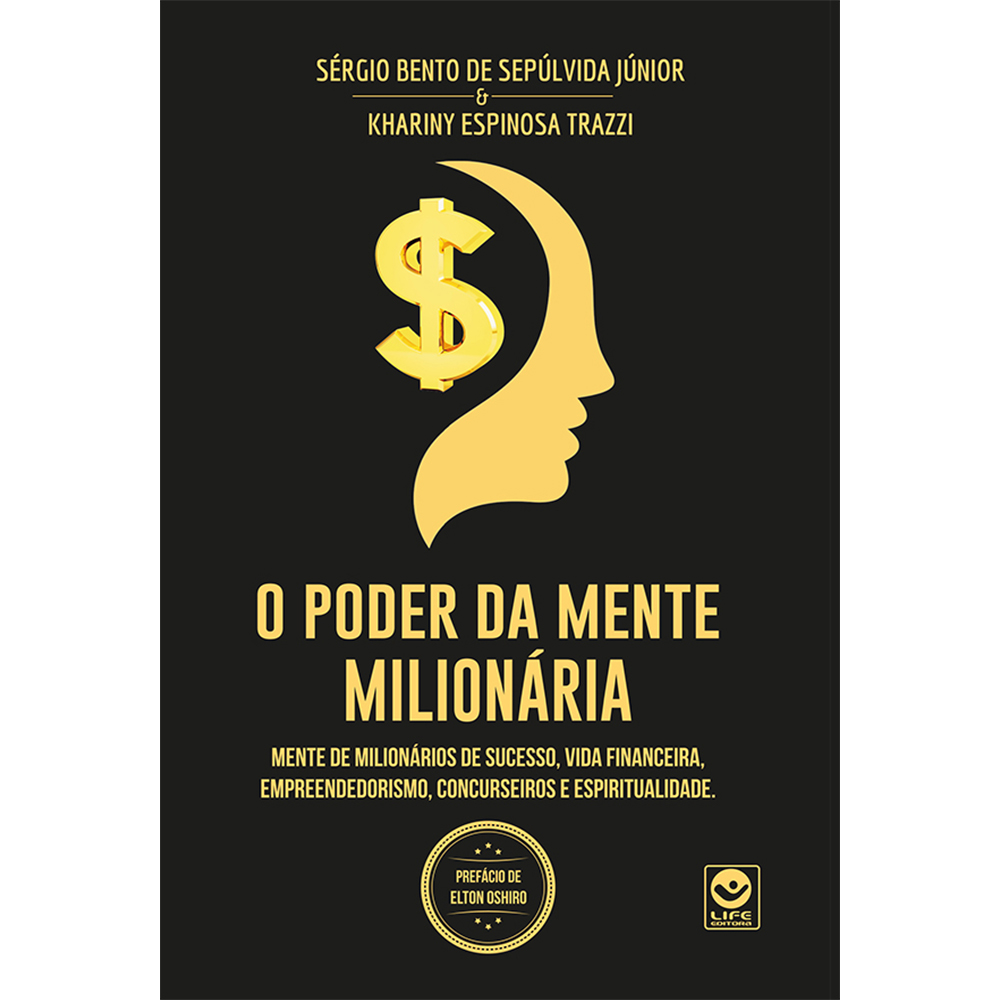 SÉRGIO BENTO DE SEPÚLVIDA JÚNIOR
&
KHARINY ESPINOSA TRAZZI
$
O PODER DA MENTE
MILIONÁRIA
MENTE DE MILIONÁRIOS DE SUCESSO, VIDA FINANCEIRA,
EMPREENDEDORISMO, CONCURSEIROS E ESPIRITUALIDADE.
PREFÁCIO DE
ELTON OSHIRO
LIFE
EDITORA